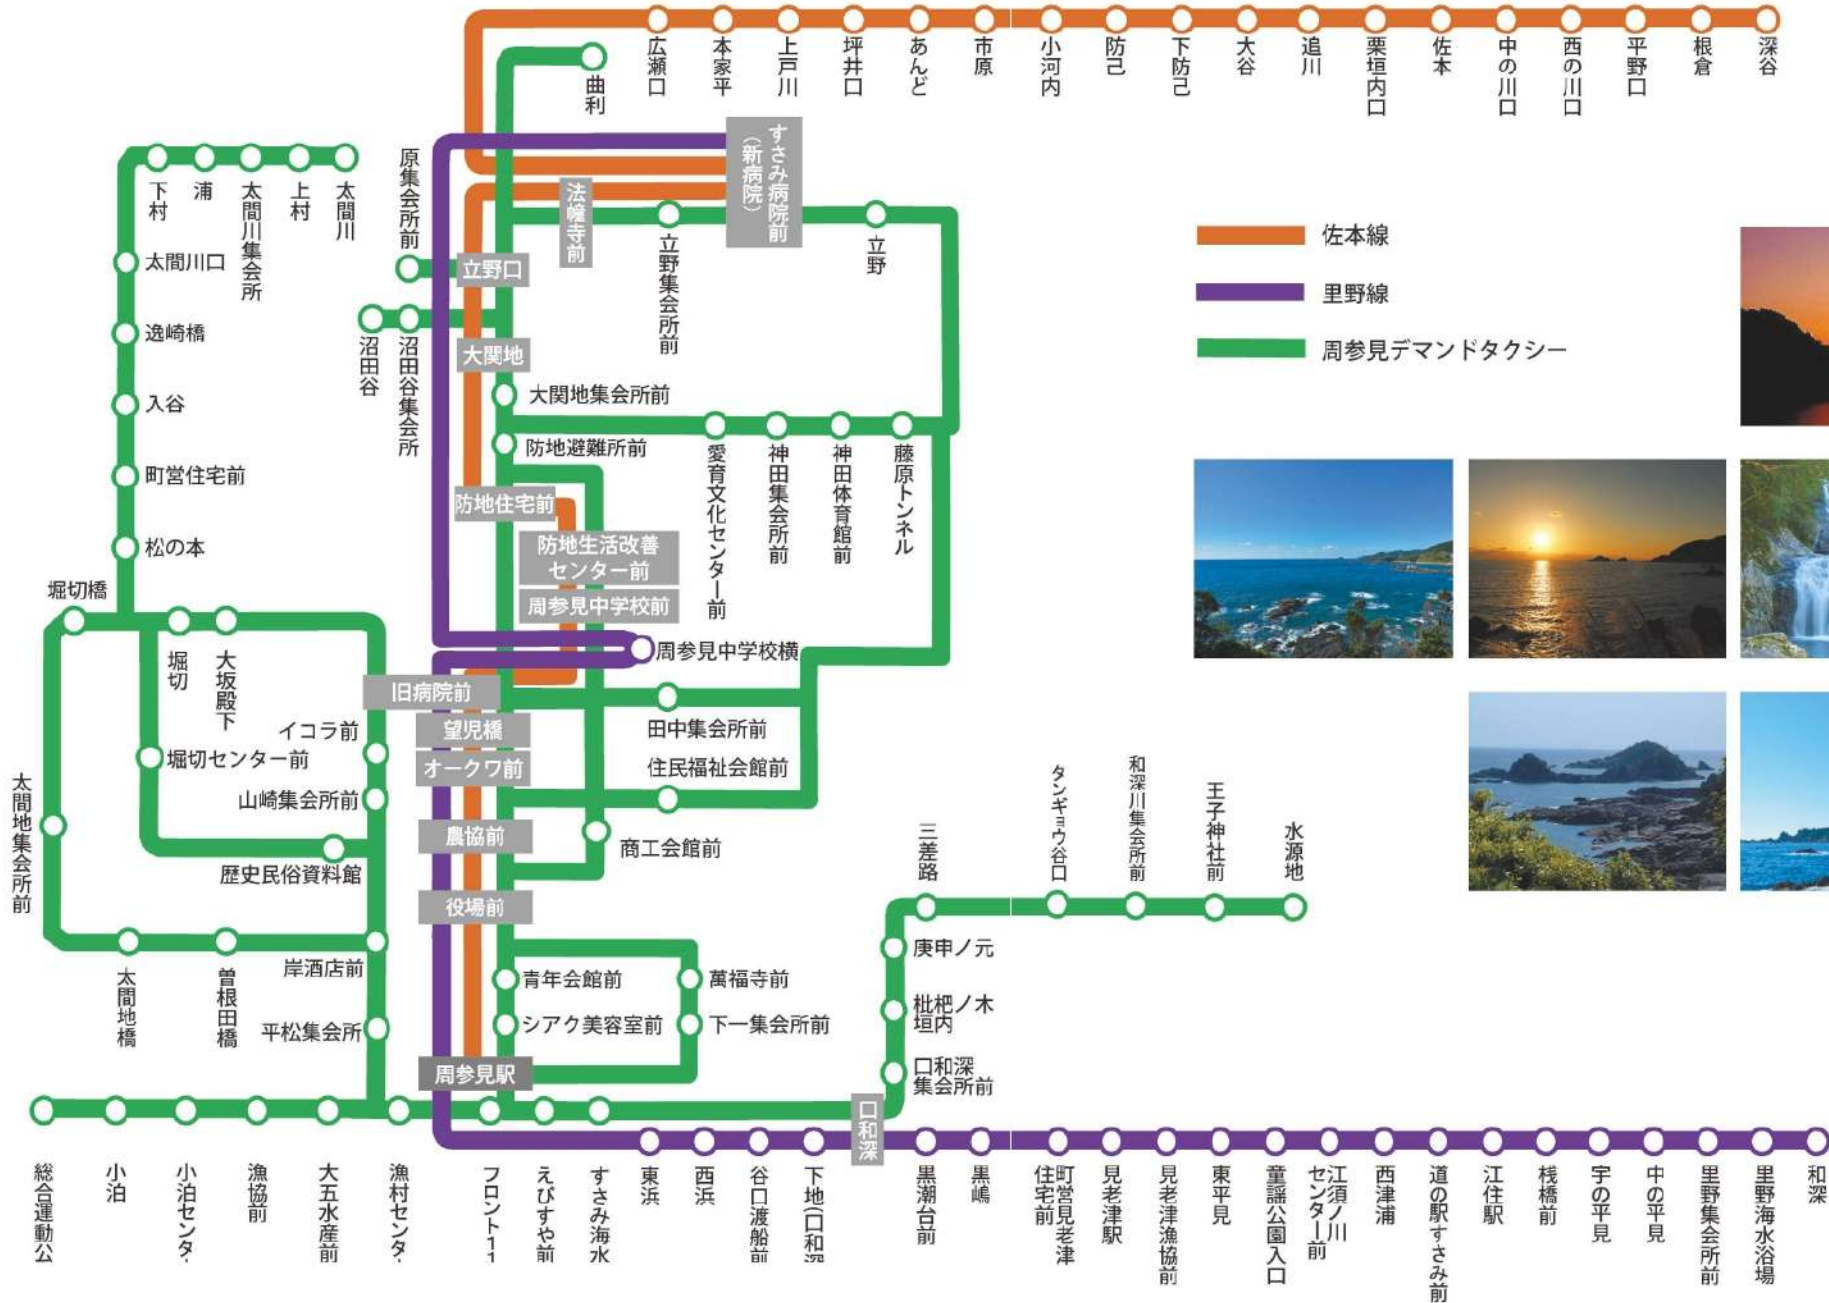 広瀬口
本家平
上戸川
坪井口
あんど
市原
小河内
防己
下防己
大谷
追川
栗垣内口
佐本
中の川口
西の川口
平野口
根倉
深谷
曲利
すさみ病院前
（新病院）
法幢寺前
立野集会所前
立野
原集会所前
立野口
沼田谷
沼田谷集会所
大関地
大関地集会所前
防地避難所前
愛育文化センター前
神田集会所前
神田体育館前
藤原トンネル
防地住宅前
防地生活改善
センター前
周参見中学校前
周参見中学校横
旧病院前
望児橋
オークワ前
田中集会所前
住民福祉会館前
農協前
商工会館前
役場前
青年会館前
シアク美容室前
萬福寺前
下一集会所前
周参見駅
下村
浦
太間川集会所
上村
太間川
太間川口
逸崎橋
入谷
町営住宅前
松の本
堀切橋
堀切
大坂殿下
イコラ前
堀切センター前
山崎集会所前
歴史民俗資料館
太間地集会所前
太間地橋
曽根田橋
岸酒店前
平松集会所
佐本線
里野線
周参見デマンドタクシー
三差路
タンギョウ谷口
和深川集会所前
王子神社前
水源地
庚申ノ元
枇杷ノ木
垣内
口和深
集会所前
口和深
総合運動公
小泊
小泊センタ
漁協前
大五水産前
漁村センタ
フロント11
えびすや前
すさみ海水
東浜
西浜
谷口渡船前
下地(口和深
黒潮台前
黒嶋
町営見老津
住宅前
見老津駅
見老津漁協前
東平見
童謡公園入口
江須ノ川
センター前
西津浦
道の駅すさみ前
江住駅
桟橋前
宇の平見
中の平見
里野集会所前
里野海水浴場
和深